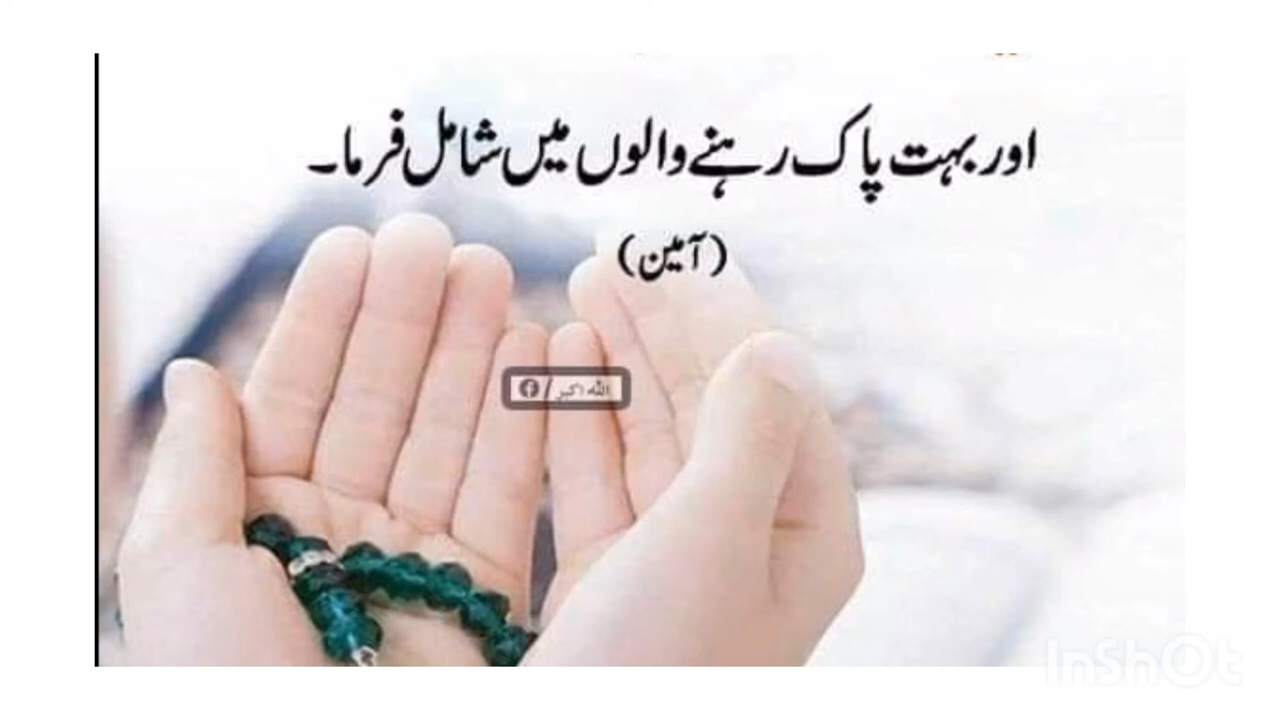 اور بہت پاک رہنے والوں میں شامل فرما۔
(آمین)
اللہ اکبر /
InShOt